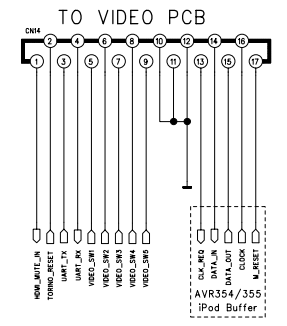 TO VIDEO PCB
CN14
2 4 6 8 10 12 14 16
1 3 5 7 9 11 13 15 17
HDMI_MUTE_IN
TORINO_RESET
UART_TX
UART_RX
VIDEO_SW1
VIDEO_SW2
VIDEO_SW3
VIDEO_SW4
VIDEO_SW5
CLK_REQ
DATA_IN
DATA_OUT
CLOCK
M_RESET
AVR354/355
iPod Buffer